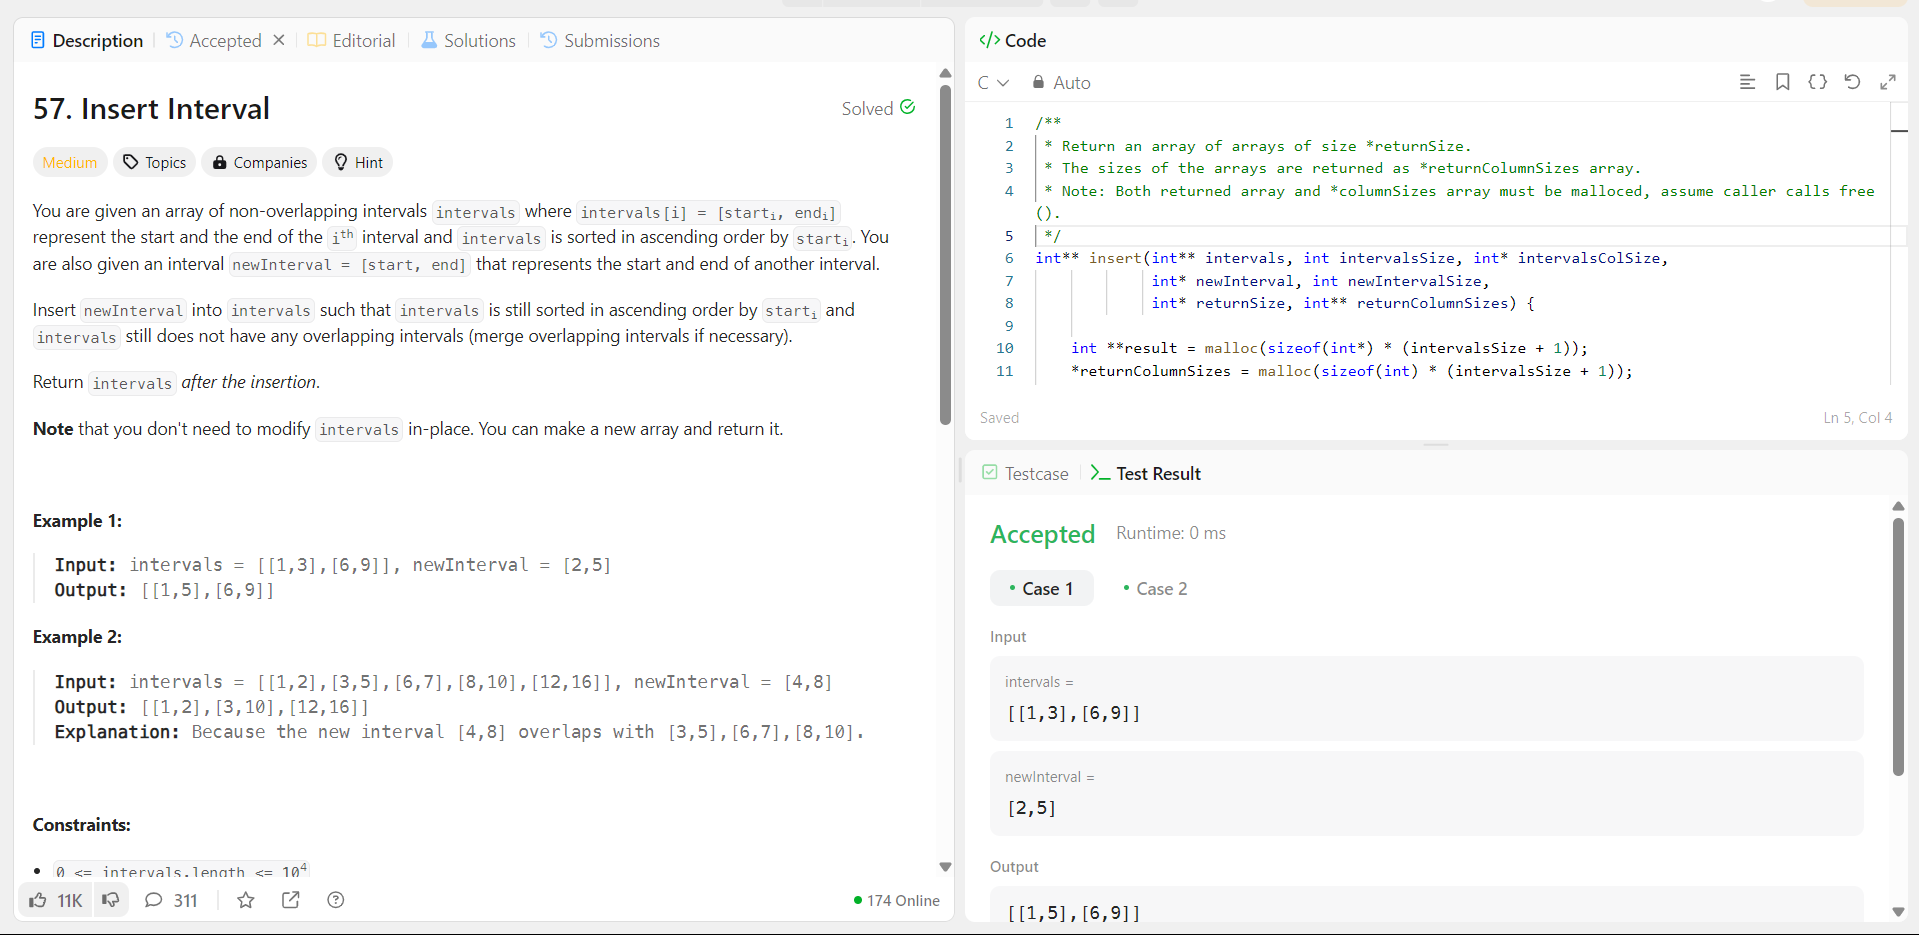 Description
Accepted
Editorial
Solutions
Submissions
57. Insert Interval
Solved
Medium
Topics
Companies
Hint
You are given an array of non-overlapping intervals intervals where intervals[i] = [starti, endi]
represent the start and the end of the ith interval and intervals is sorted in ascending order by starti. You
are also given an interval newInterval = [start, end] that represents the start and end of another interval.
Insert newInterval into intervals such that intervals is still sorted in ascending order by starti and
intervals still does not have any overlapping intervals (merge overlapping intervals if necessary).
Return intervals after the insertion.
Note that you don't need to modify intervals in-place. You can make a new array and return it.
Example 1:
Input: intervals = [[1,3],[6,9]], newInterval = [2,5]
Output: [[1,5],[6,9]]
Example 2:
Input: intervals = [[1,2],[3,5],[6,7],[8,10],[12,16]], newInterval = [4,8]
Output: [[1,2],[3,10],[12,16]]
Explanation: Because the new interval [4,8] overlaps with [3,5],[6,7],[8,10].
Constraints:
• 0 <= intervals.length <= 10^4
11K
311
174 Online
</> Code
C
Auto
1 /**
2 * Return an array of arrays of size *returnSize.
3 * The sizes of the arrays are returned as *returnColumnSizes array.
4 * Note: Both returned array and *columnSizes array must be malloced, assume caller calls free
().
5 */
6 int** insert(int** intervals, int intervalsSize, int* intervalsColSize,
7 int* newInterval, int newIntervalSize,
8 int* returnSize, int** returnColumnSizes) {
9
10 int **result = malloc(sizeof(int*) * (intervalsSize + 1));
11 *returnColumnSizes = malloc(sizeof(int) * (intervalsSize + 1));
Saved
Ln 5, Col 4
Testcase
Test Result
Accepted
Runtime: 0 ms
Case 1
Case 2
Input
intervals =
[[1,3],[6,9]]
newInterval =
[2,5]
Output
[[1,5],[6,9]]